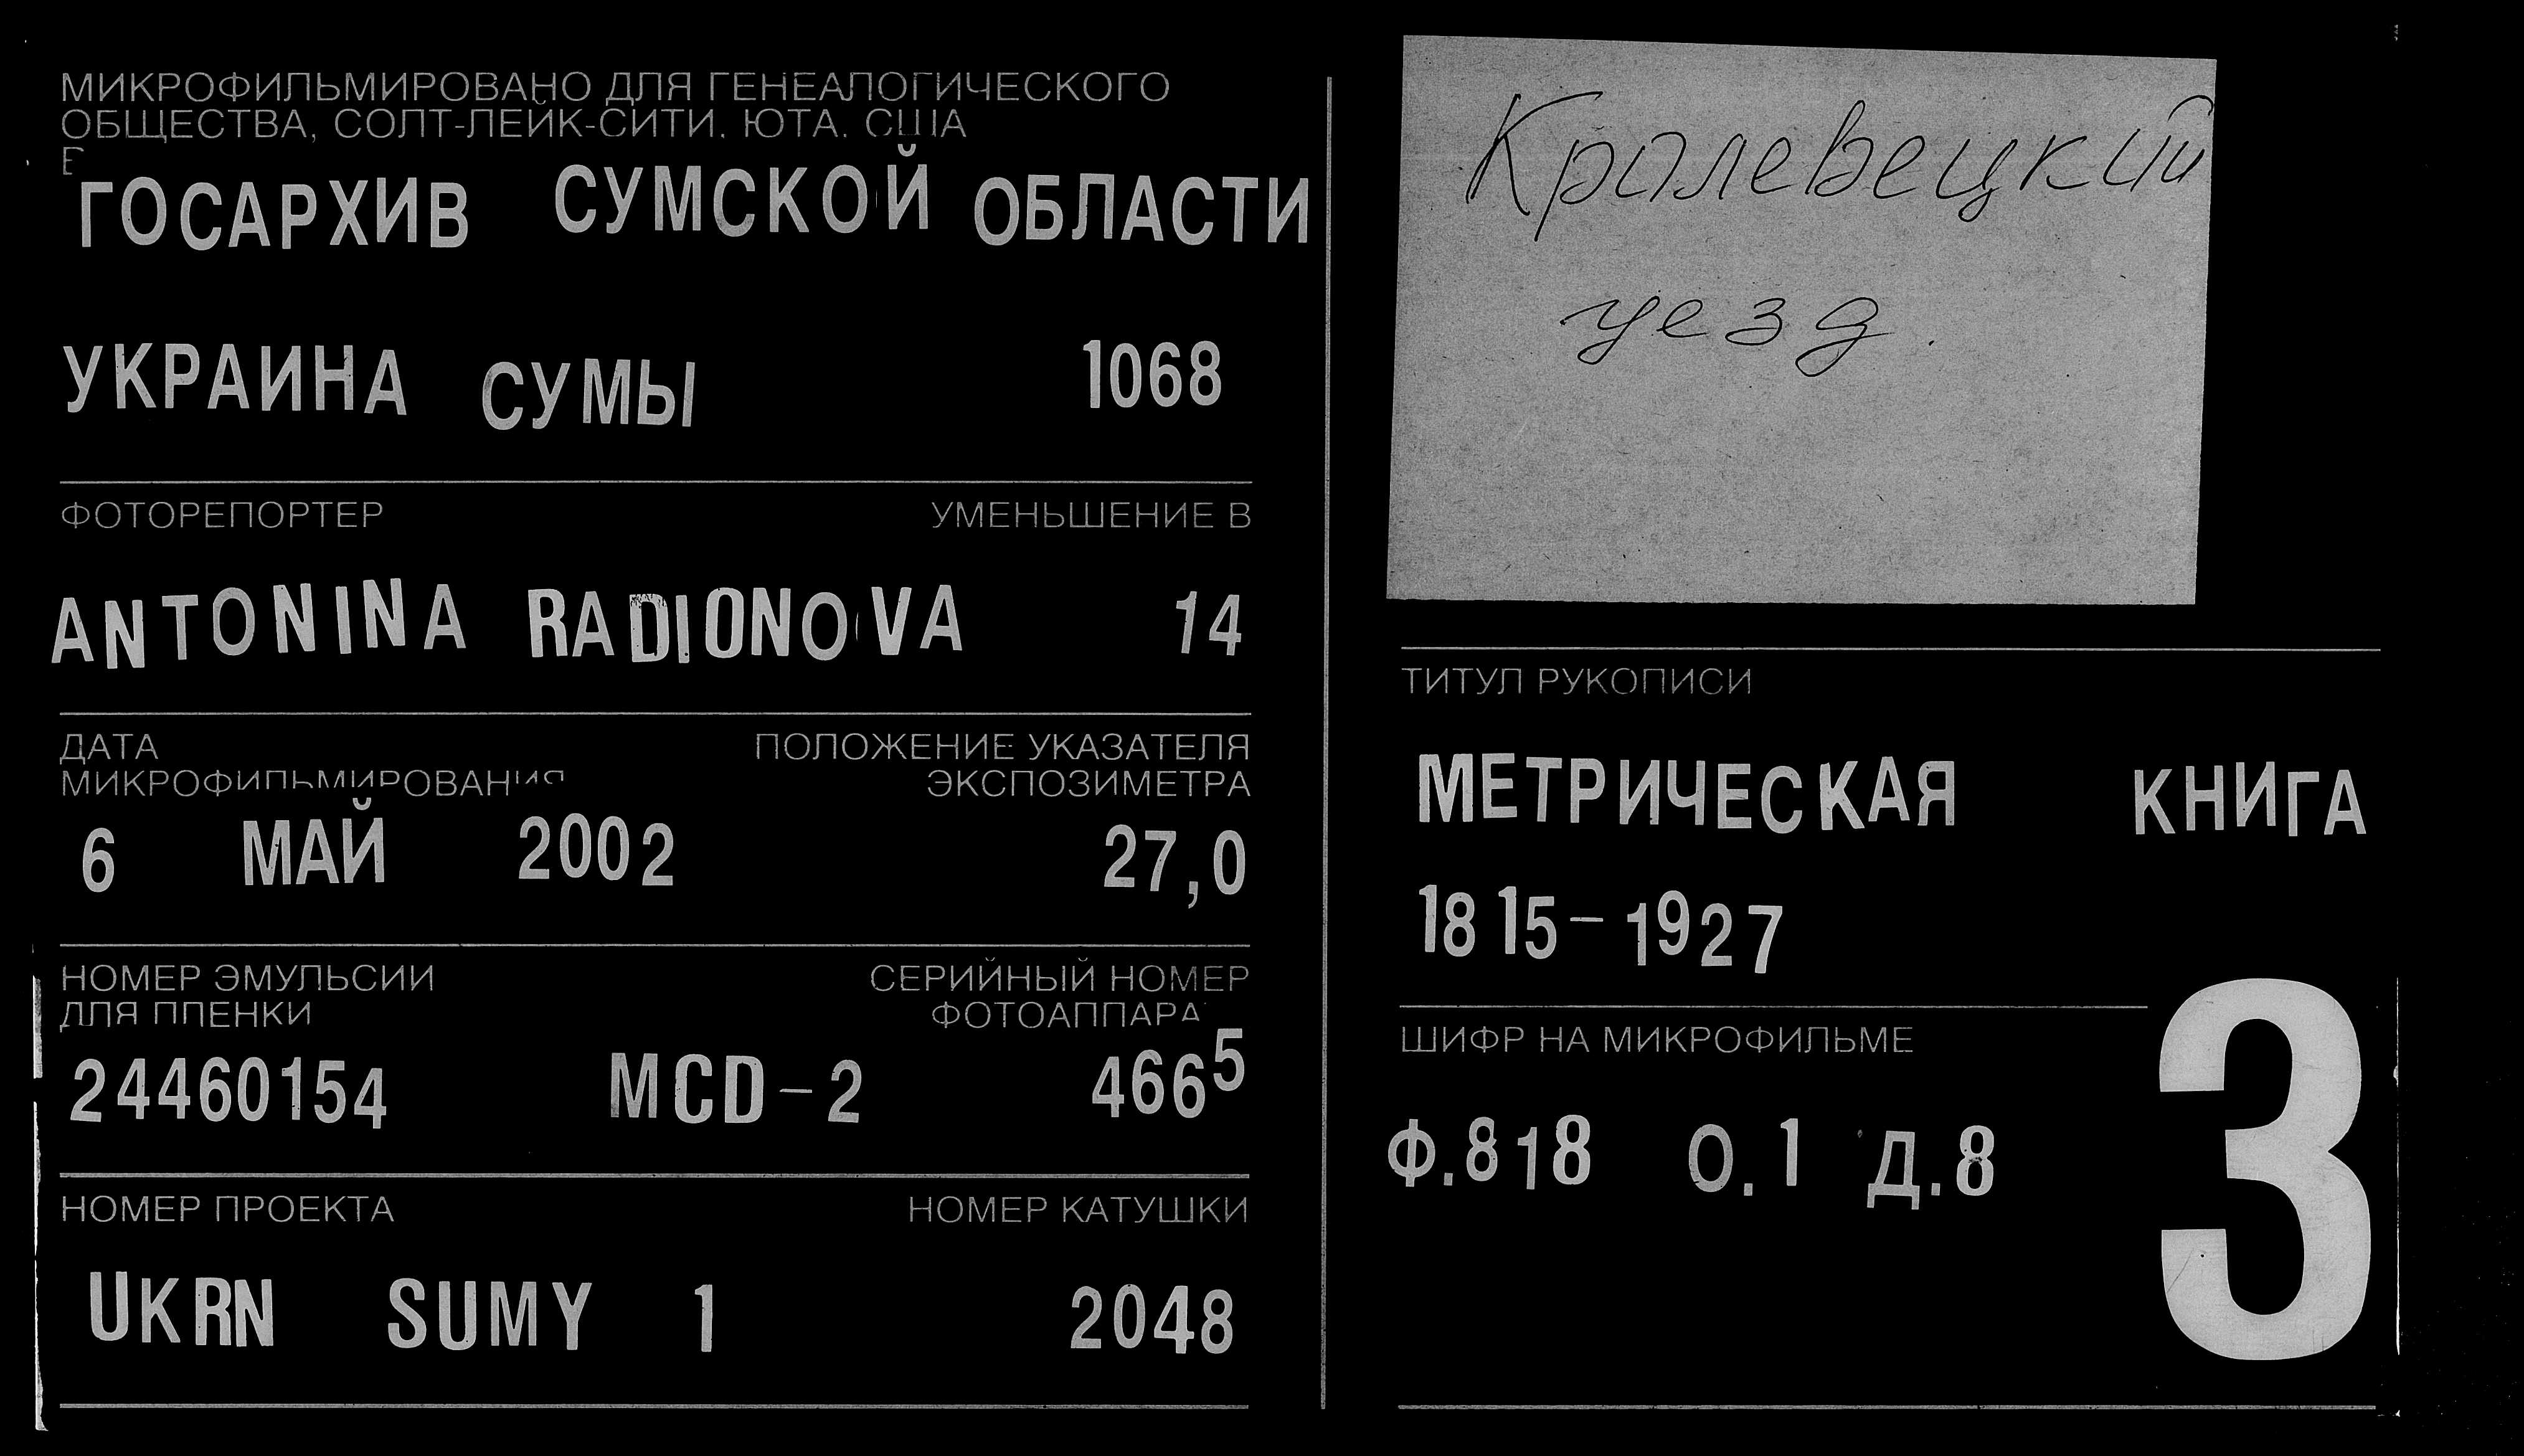 МИКРОФИЛЬМИРОВАНО ДЛЯ ГЕНЕАЛОГИЧЕСКОГО
ОБЩЕСТВА, СОЛТ-ЛЕЙК-СИТИ, ЮТА, США
В
ГОСАРХИВ СУМСКОЙ ОБЛАСТИ
УКРАИНА СУМЫ 1068
ФОТОРЕПОРТЕР УМЕНЬШЕНИЕ В
ANTONINA RADIONOVA 14
ДАТА ПОЛОЖЕНИЕ УКАЗАТЕЛЯ
МИКРОФИЛЬМИРОВАНИЯ ЭКСПОЗИМЕТРА
6 МАЙ 2002 27,0
НОМЕР ЭМУЛЬСИИ СЕРИЙНЫЙ НОМЕР
ДЛЯ ПЛЕНКИ ФОТОАППАРА
24460154 MCD-2 4665
НОМЕР ПРОЕКТА НОМЕР КАТУШКИ
UKRN SUMY 1 2048
Кролевецкий
уезд.
ТИТУЛ РУКОПИСИ
МЕТРИЧЕСКАЯ КНИГА
1815-1927
ШИФР НА МИКРОФИЛЬМЕ
Ф.818 О.1 Д.8
3